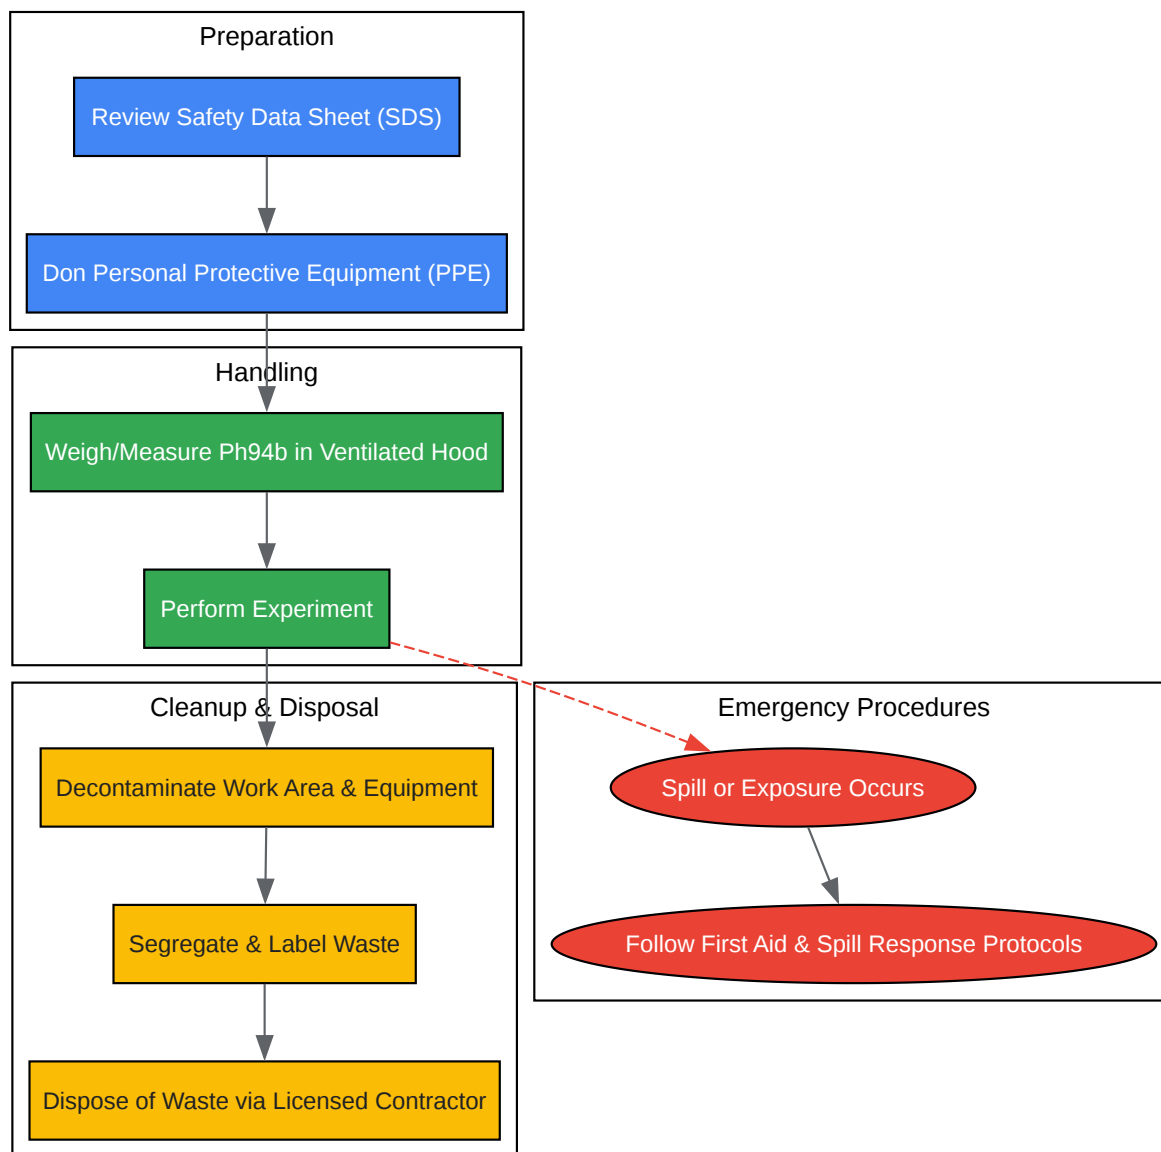 Preparation
Review Safety Data Sheet (SDS)
Don Personal Protective Equipment (PPE)
Handling
Weigh/Measure Ph94b in Ventilated Hood
Perform Experiment
Cleanup & Disposal
Decontaminate Work Area & Equipment
Segregate & Label Waste
Dispose of Waste via Licensed Contractor
Emergency Procedures
Spill or Exposure Occurs
Follow First Aid & Spill Response Protocols